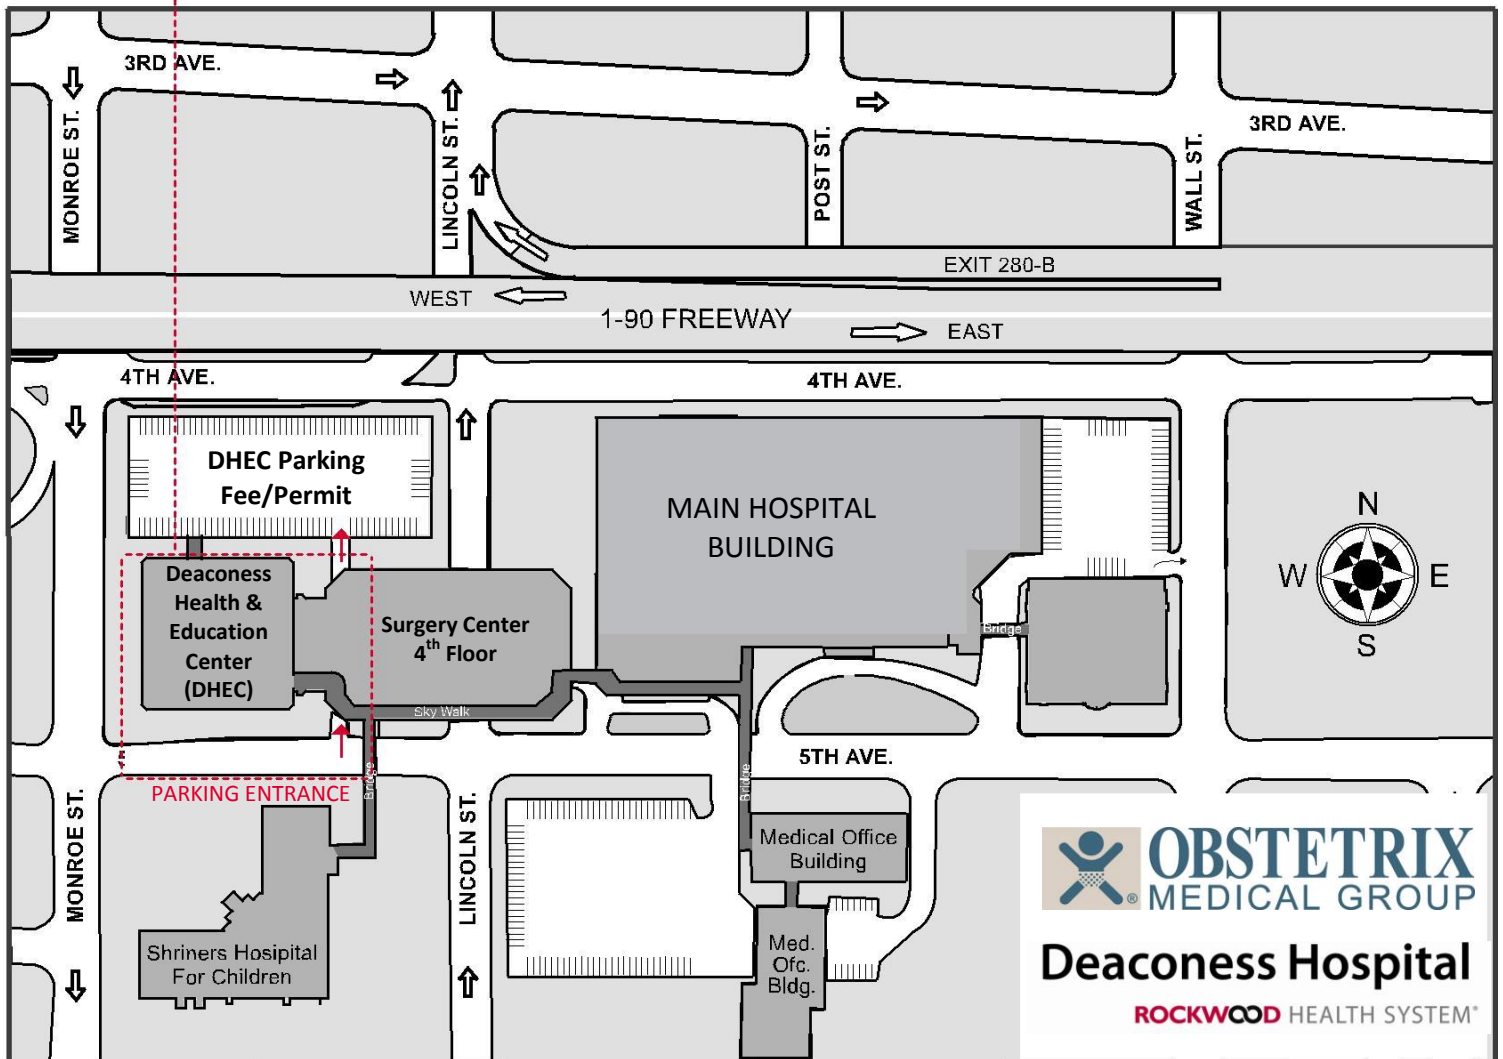 3RD AVE.
MONROE ST.
LINCOLN ST.
POST ST.
WALL ST.
3RD AVE.
EXIT 280-B
WEST
1-90 FREEWAY
EAST
4TH AVE.
4TH AVE.
DHEC Parking
Fee/Permit
MAIN HOSPITAL
BUILDING
N
W
E
S
Deaconess
Health &
Education
Center
(DHEC)
Surgery Center
4th Floor
Bridge
Sky Walk
5TH AVE.
PARKING ENTRANCE
Bridge
Bridge
MONROE ST.
LINCOLN ST.
Medical Office
Building
Shriners Hosipital
For Children
Med.
Ofc.
Bldg.
OBSTETRIX
MEDICAL GROUP
®
Deaconess Hospital
ROCKWOOD HEALTH SYSTEM